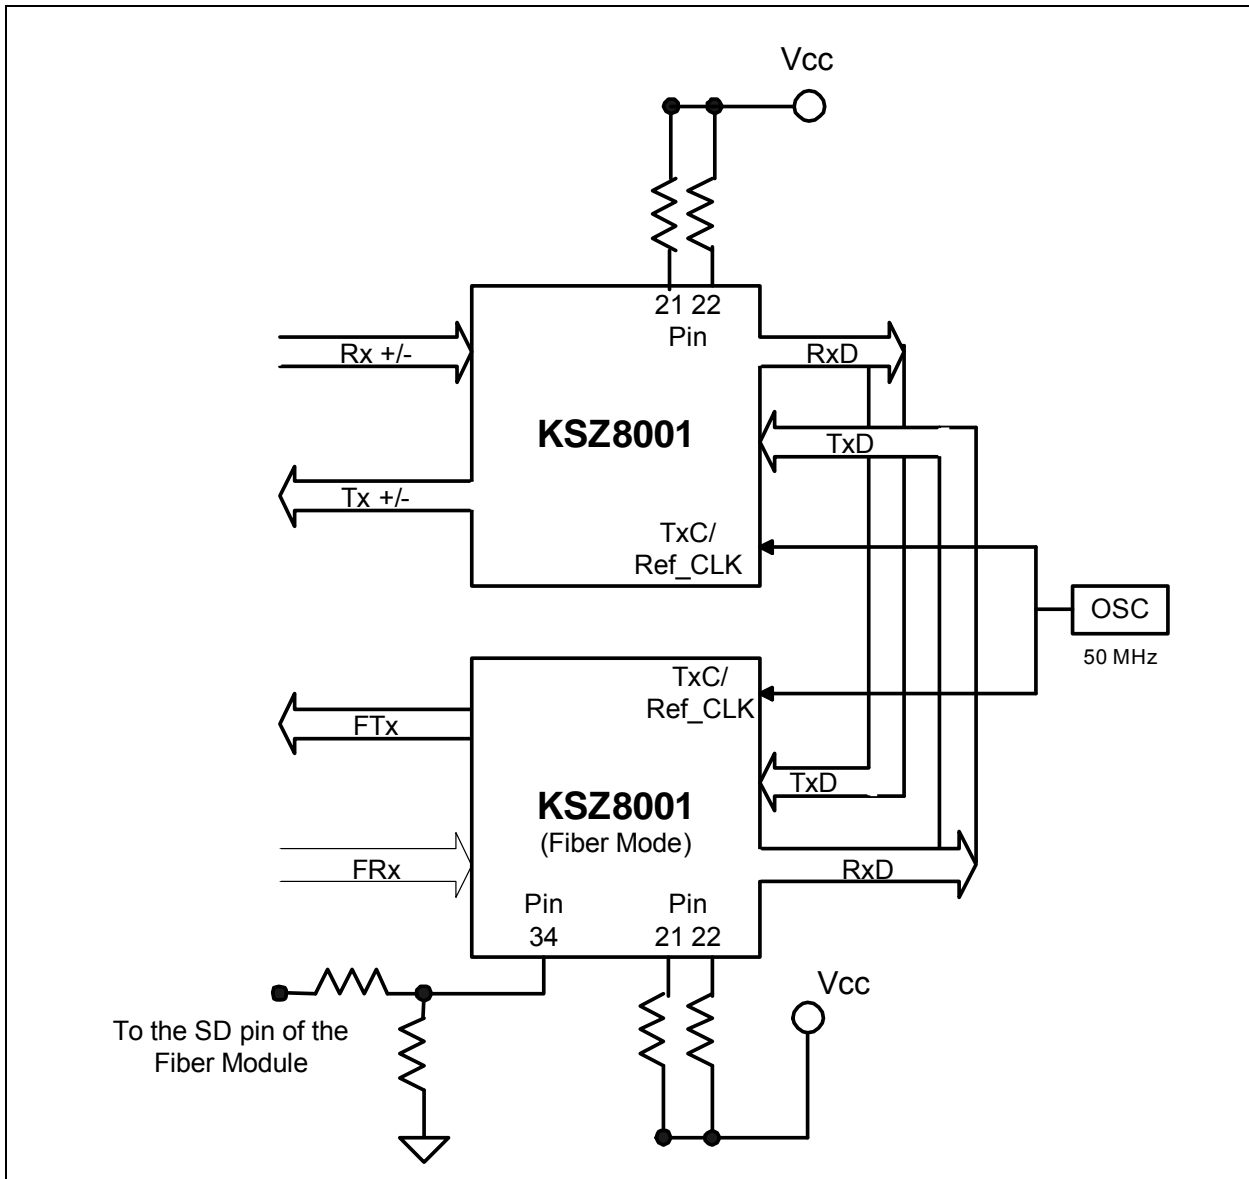 Vcc
21 22
Pin
Rx +/-
RxD
KSZ8001
TxD
Tx +/-
TxC/
Ref_CLK
OSC
50 MHz
TxC/
Ref_CLK
FTx
TxD
KSZ8001
(Fiber Mode)
FRx
RxD
Pin
34
Pin
21 22
Vcc
To the SD pin of the
Fiber Module